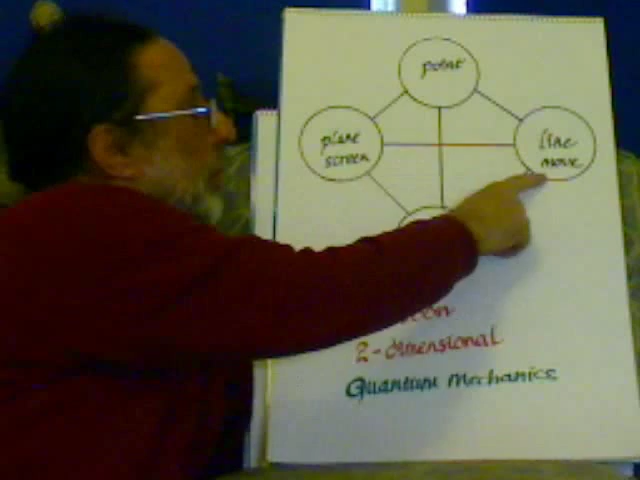 point
plane
screen
line
move
2-dimensional
Quantum Mechanics